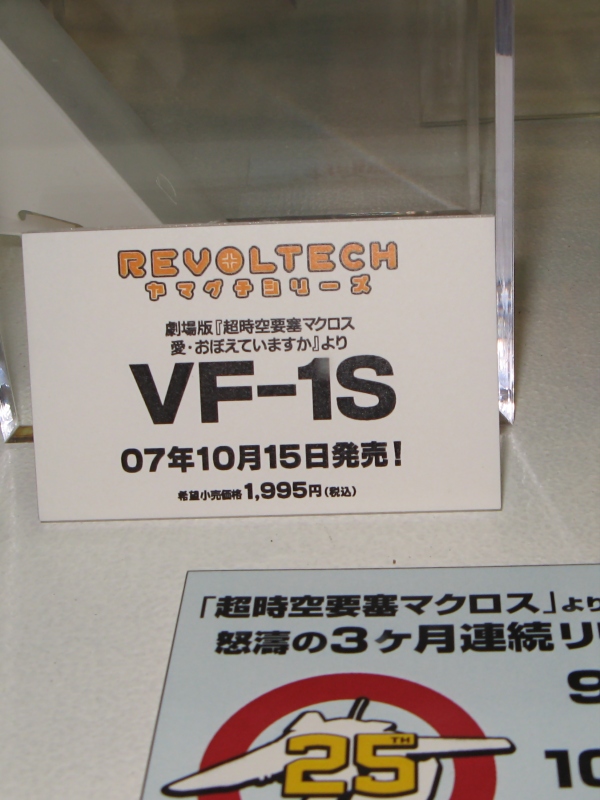 REVOLTECH
ヤマグチシリーズ
劇場版『超時空要塞マクロス
愛・おぼえていますか』より
VF-1S
07年10月15日発売!
希望小売価格1,995円(税込)
「超時空要塞マクロス」より
怒濤の3ヶ月連続リ
9
10
25TH